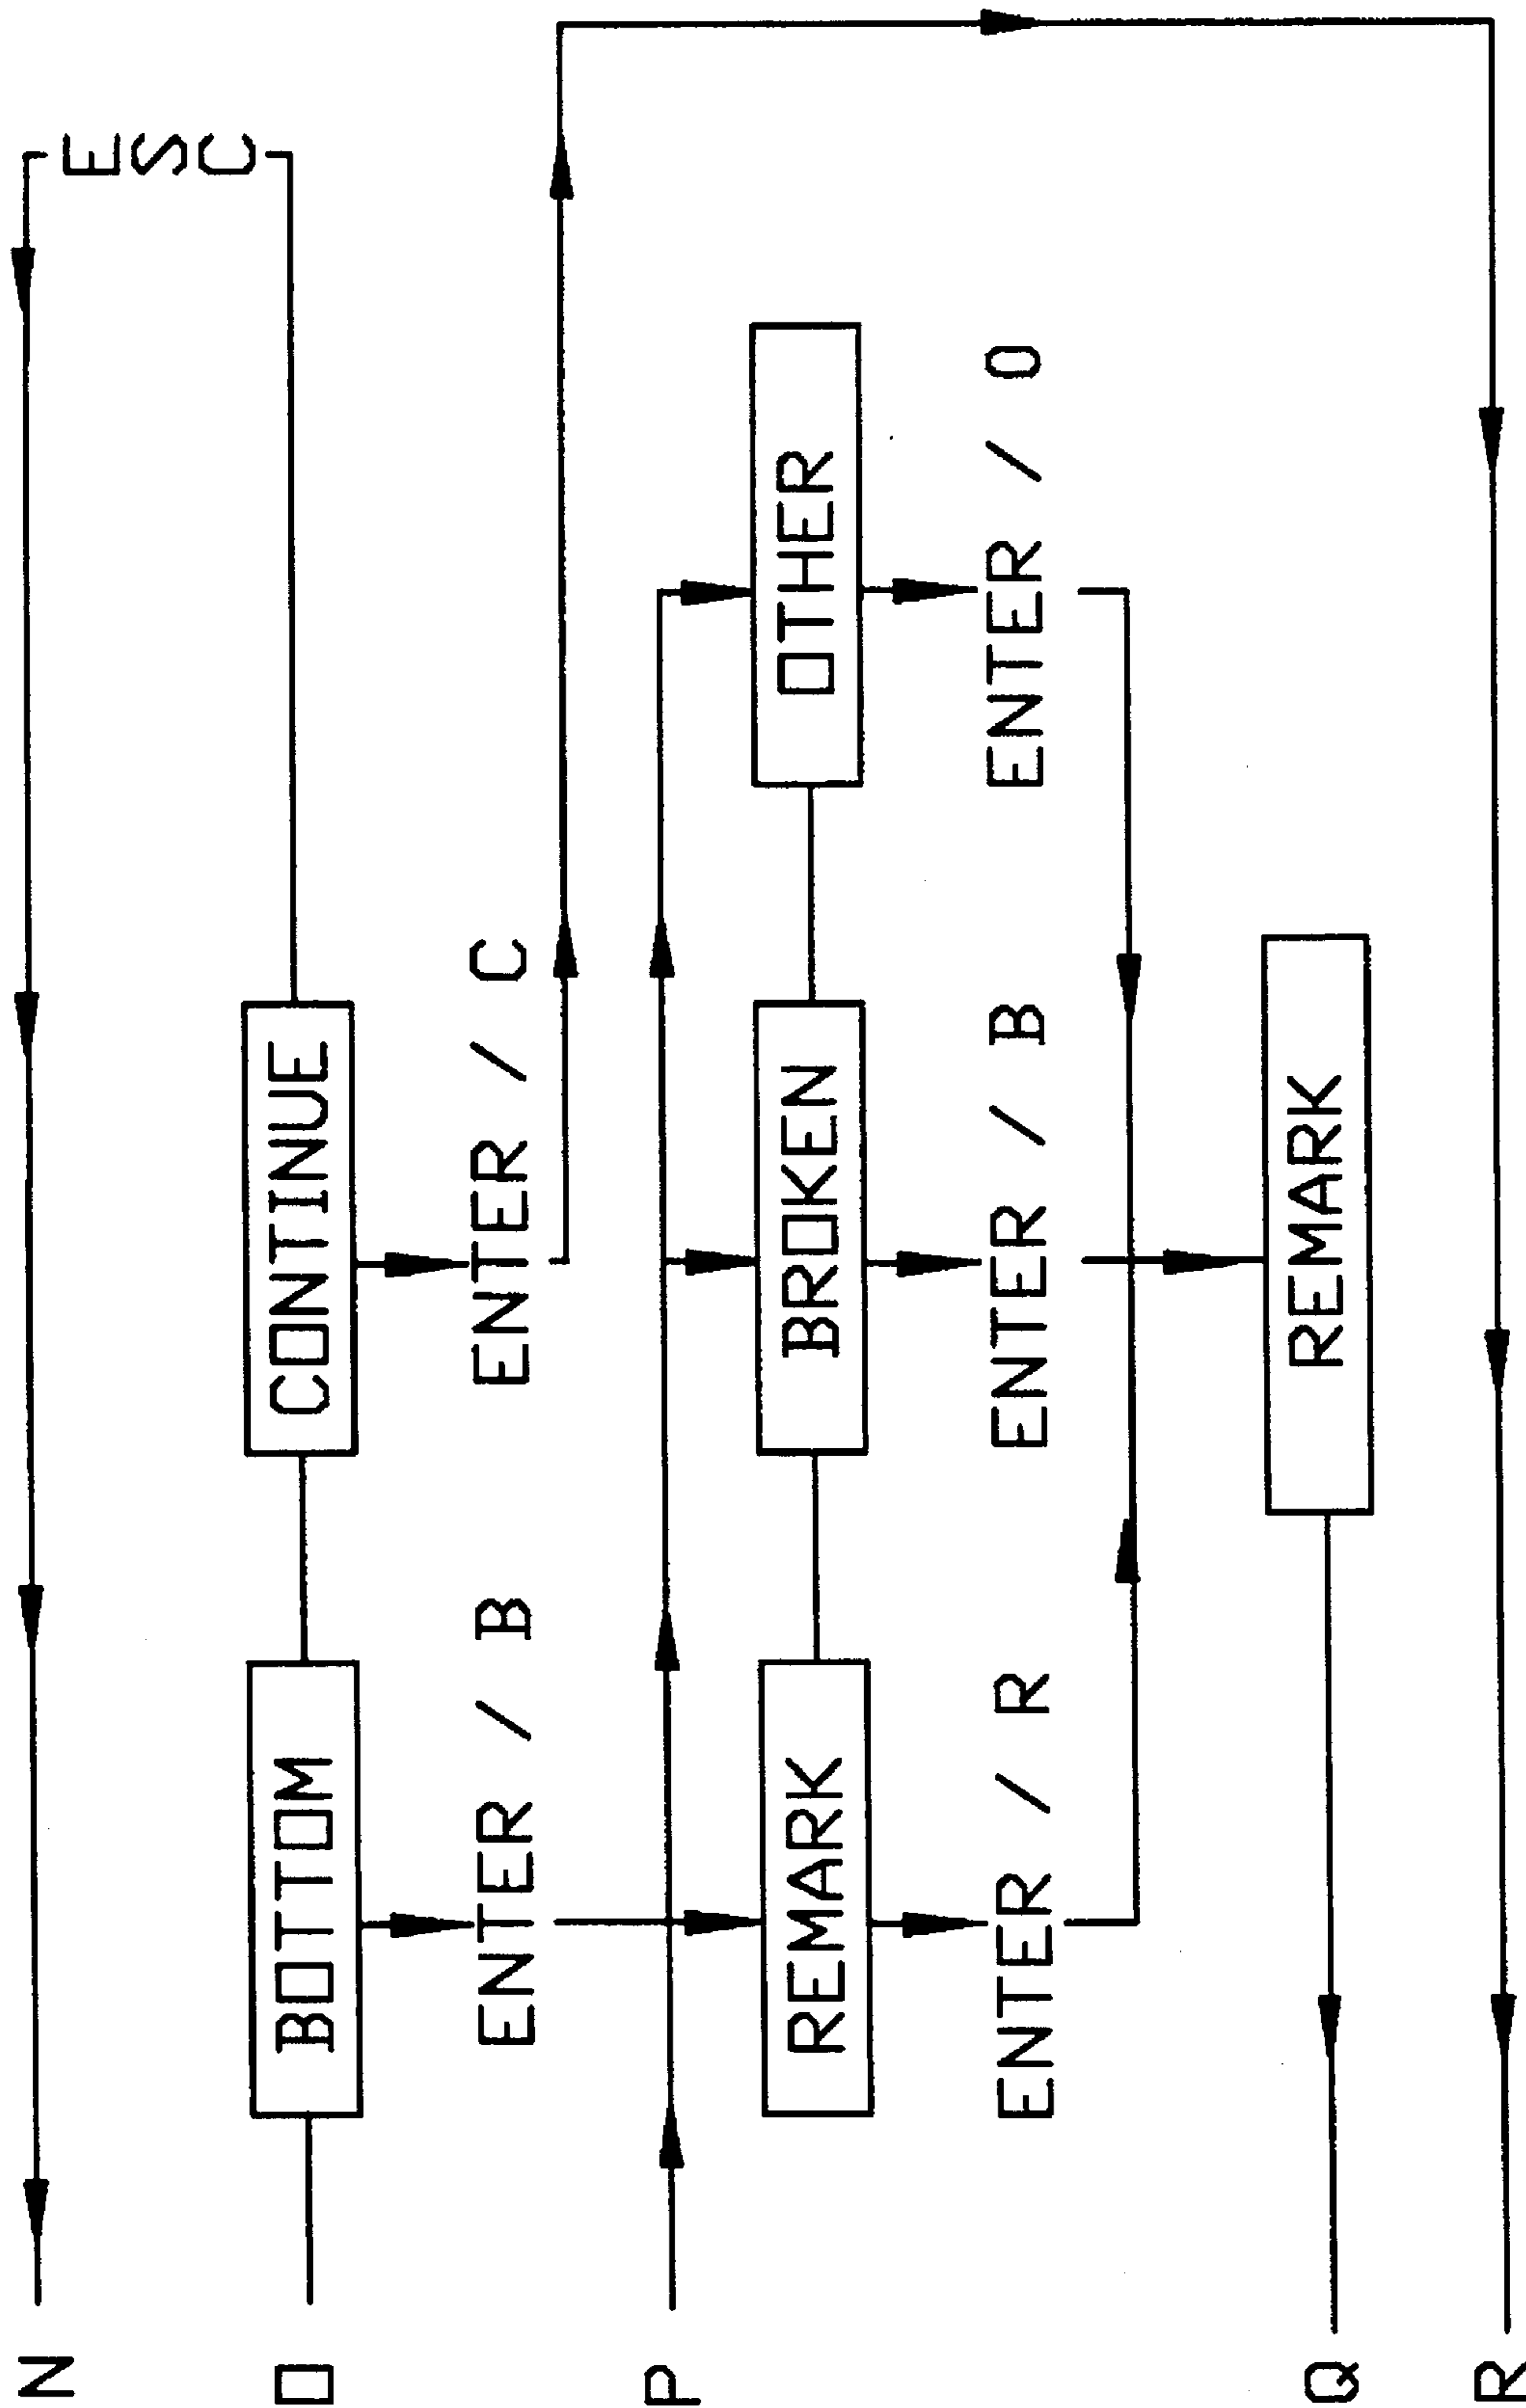 N
ESC
O
BOTTOM
CONTINUE
ENTER / B
ENTER / C
P
REMARK
BROKEN
OTHER
ENTER / R
ENTER / B
ENTER / O
REMARK
Q
R